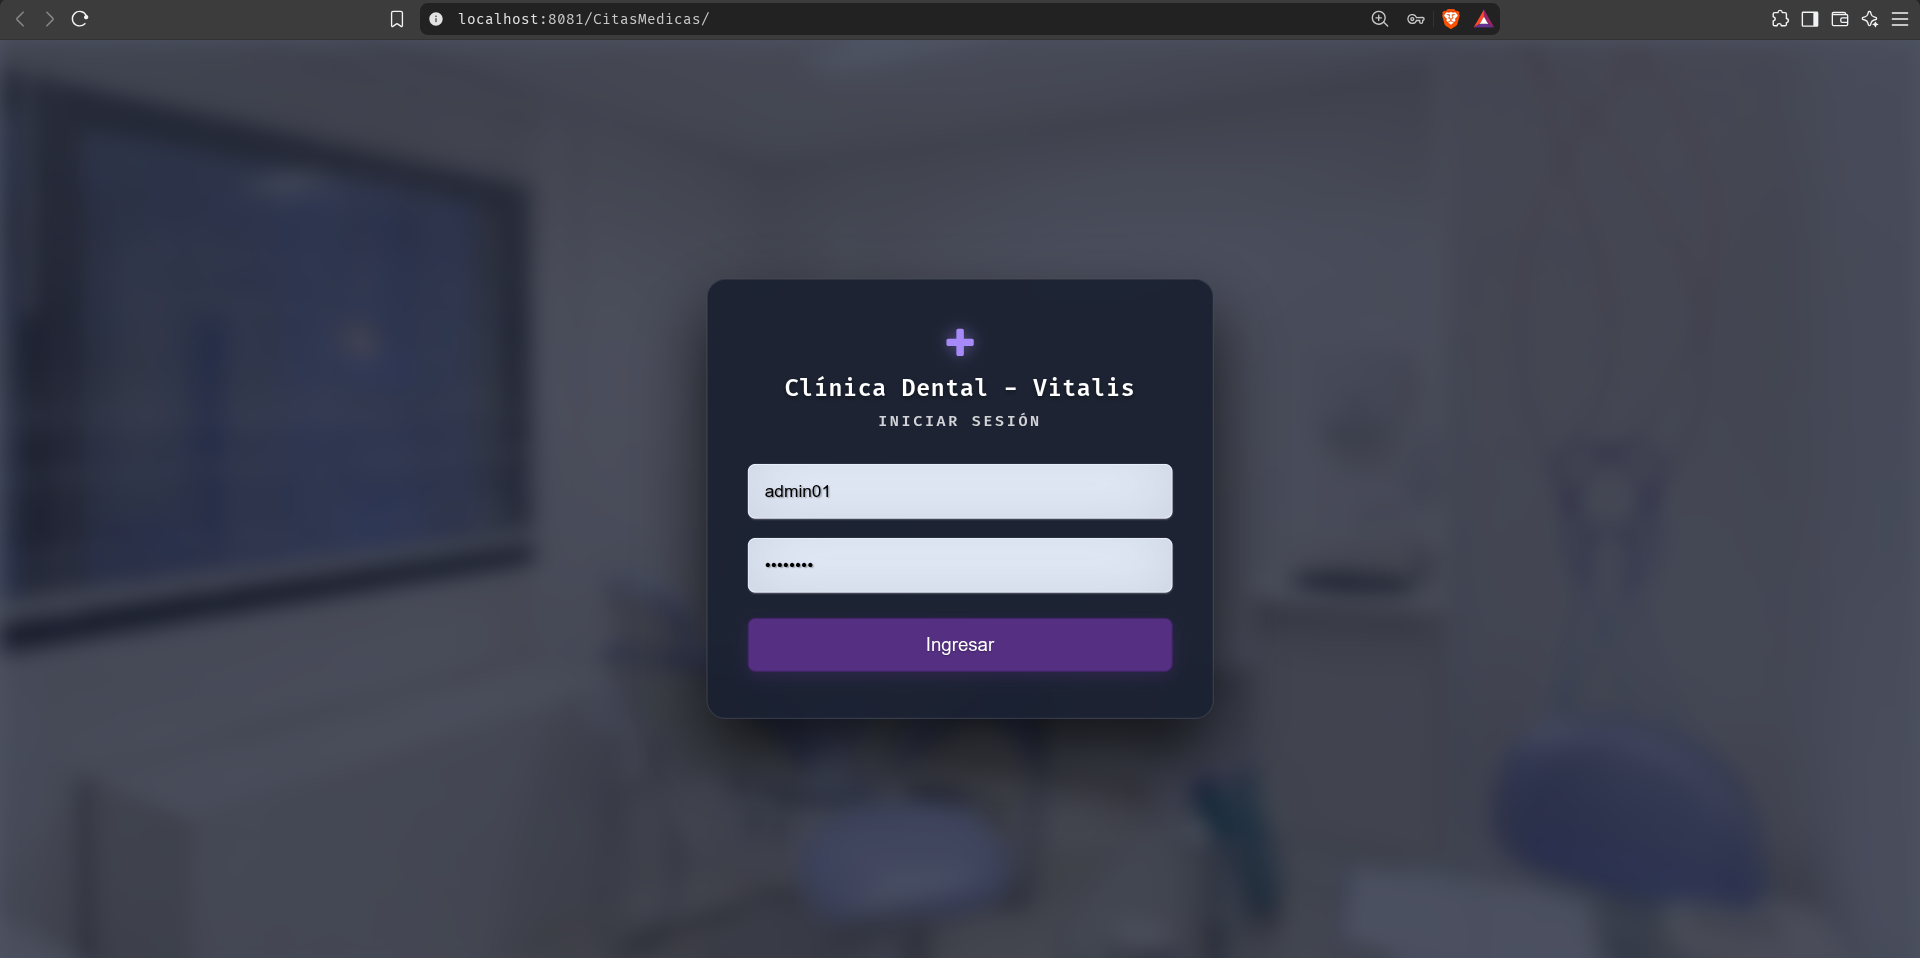 localhost:8081/CitasMedicas/
Clínica Dental - Vitalis
INICIAR SESIÓN
admin01
••••••••
Ingresar